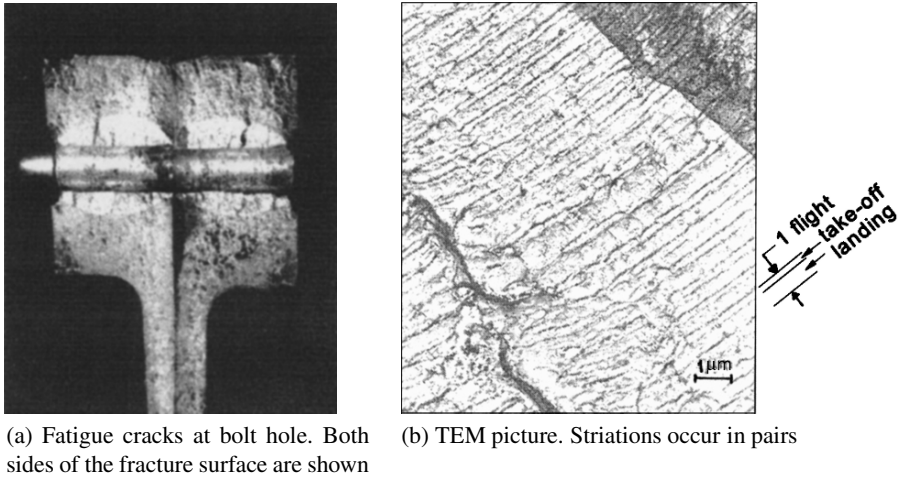 1 flight
take-off
landing
1μm
(a) Fatigue cracks at bolt hole. Both
sides of the fracture surface are shown
(b) TEM picture. Striations occur in pairs